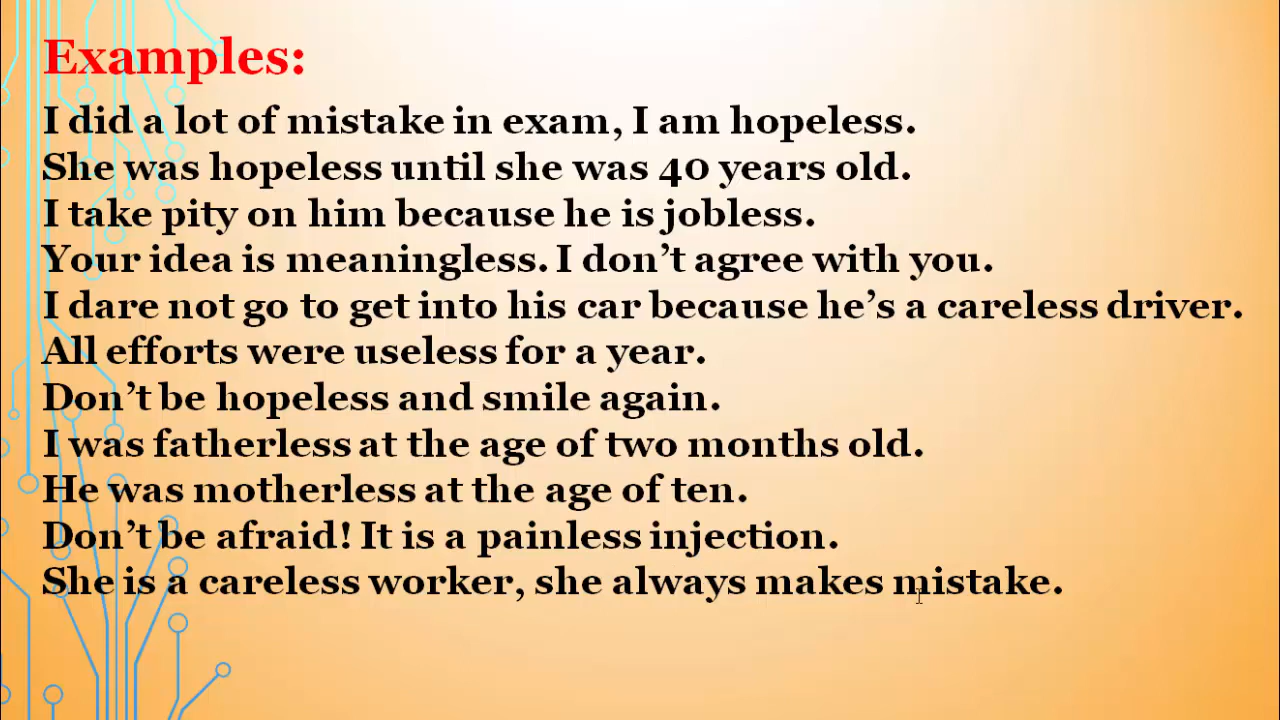 Examples:
I did a lot of mistake in exam, I am hopeless.
She was hopeless until she was 40 years old.
I take pity on him because he is jobless.
Your idea is meaningless. I don’t agree with you.
I dare not go to get into his car because he’s a careless driver.
All efforts were useless for a year.
Don’t be hopeless and smile again.
I was fatherless at the age of two months old.
He was motherless at the age of ten.
Don’t be afraid! It is a painless injection.
She is a careless worker, she always makes mistake.